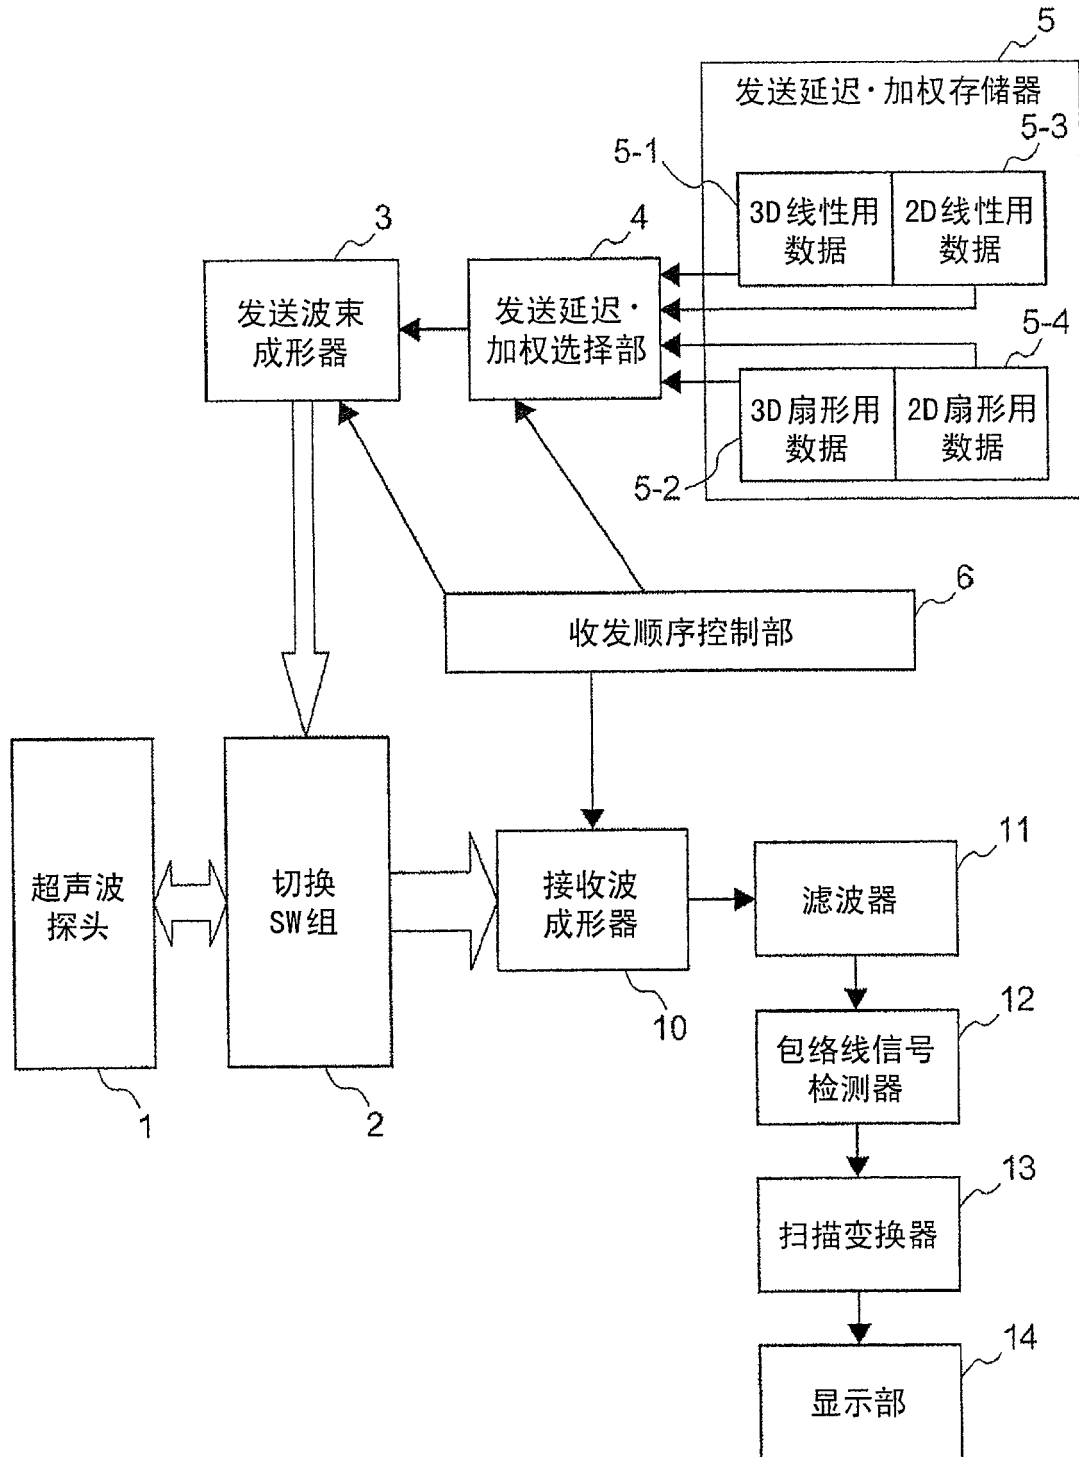 5
发送延迟·加权存储器
5-1
5-3
3D线性用
数据
2D线性用
数据
3
4
发送波束
成形器
发送延迟·
加权选择部
5-4
3D扇形用
数据
2D扇形用
数据
5-2
6
收发顺序控制部
超声波
探头
切换
SW组
接收波
成形器
11
滤波器
10
1
2
12
包络线信号
检测器
13
扫描变换器
14
显示部